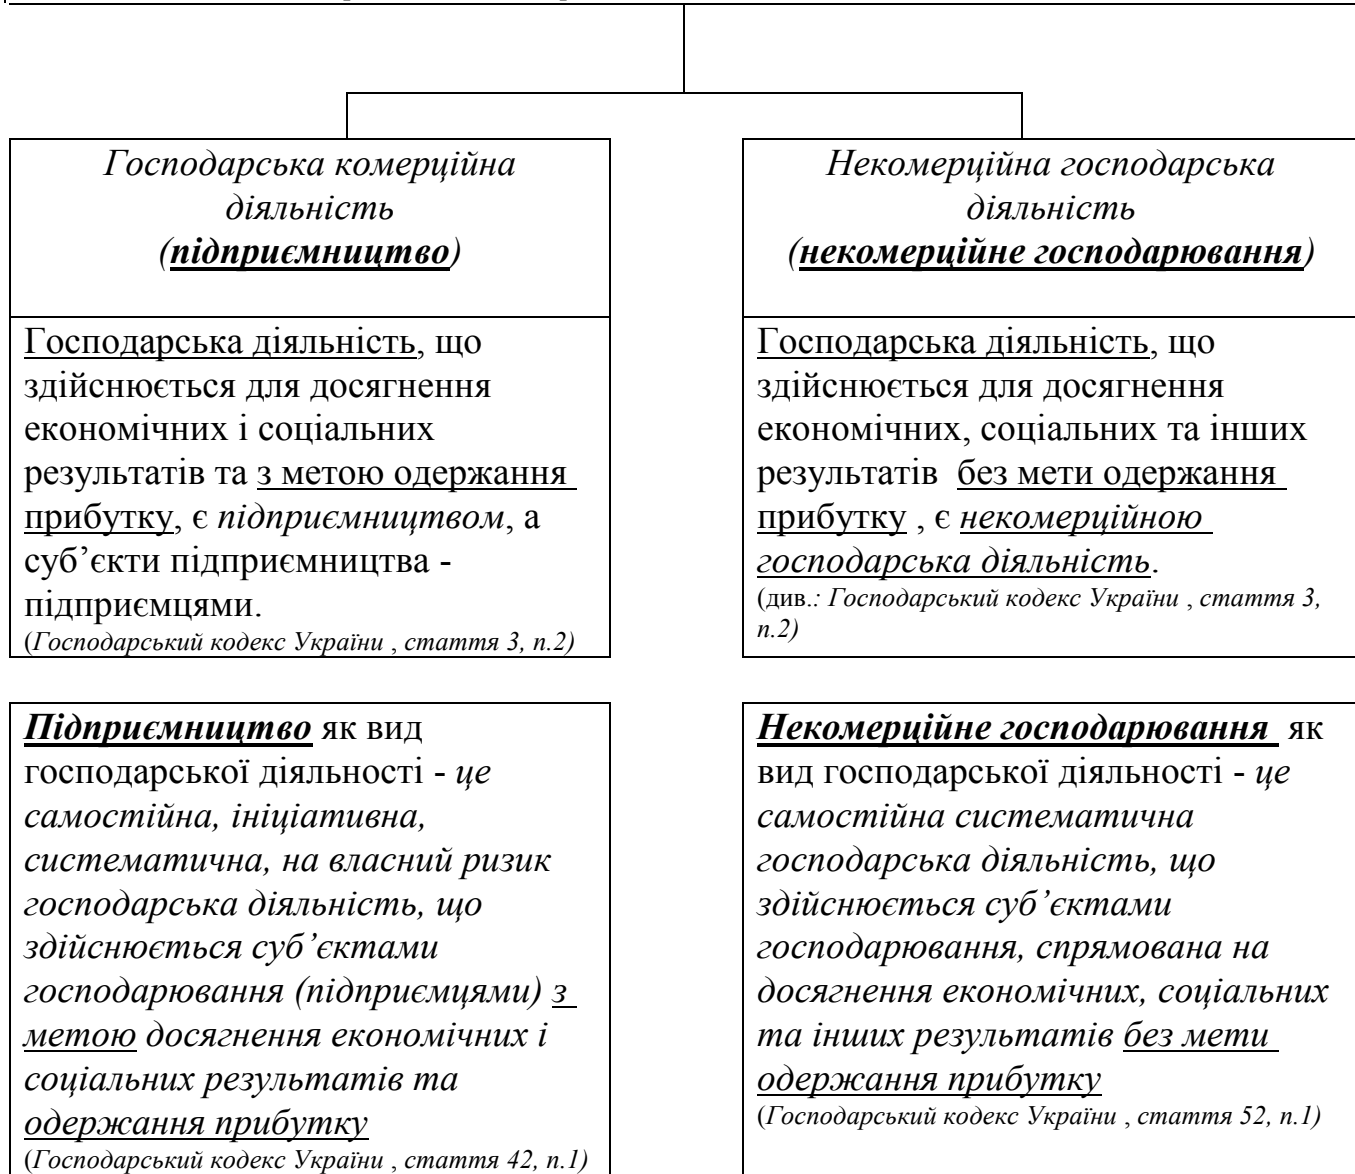 Господарська комерційна
діяльність
(підприємництво)
Господарська діяльність, що
здійснюється для досягнення
економічних і соціальних
результатів та з метою одержання
прибутку, є підприємництвом, а
суб’єкти підприємництва -
підприємцями.
(Господарський кодекс України , стаття 3, п.2)
Некомерційна господарська
діяльність
(некомерційне господарювання)
Господарська діяльність, що
здійснюється для досягнення
економічних, соціальних та інших
результатів без мети одержання
прибутку , є некомерційною
господарська діяльність.
(див.: Господарський кодекс України , стаття 3,
п.2)
Підприємництво як вид
господарської діяльності - це
самостійна, ініціативна,
систематична, на власний ризик
господарська діяльність, що
здійснюється суб’єктами
господарювання (підприємцями) з
метою досягнення економічних і
соціальних результатів та
одержання прибутку
(Господарський кодекс України , стаття 42, п.1)
Некомерційне господарювання як
вид господарської діяльності - це
самостійна систематична
господарська діяльність, що
здійснюється суб’єктами
господарювання, спрямована на
досягнення економічних, соціальних
та інших результатів без мети
одержання прибутку
(Господарський кодекс України , стаття 52, п.1)